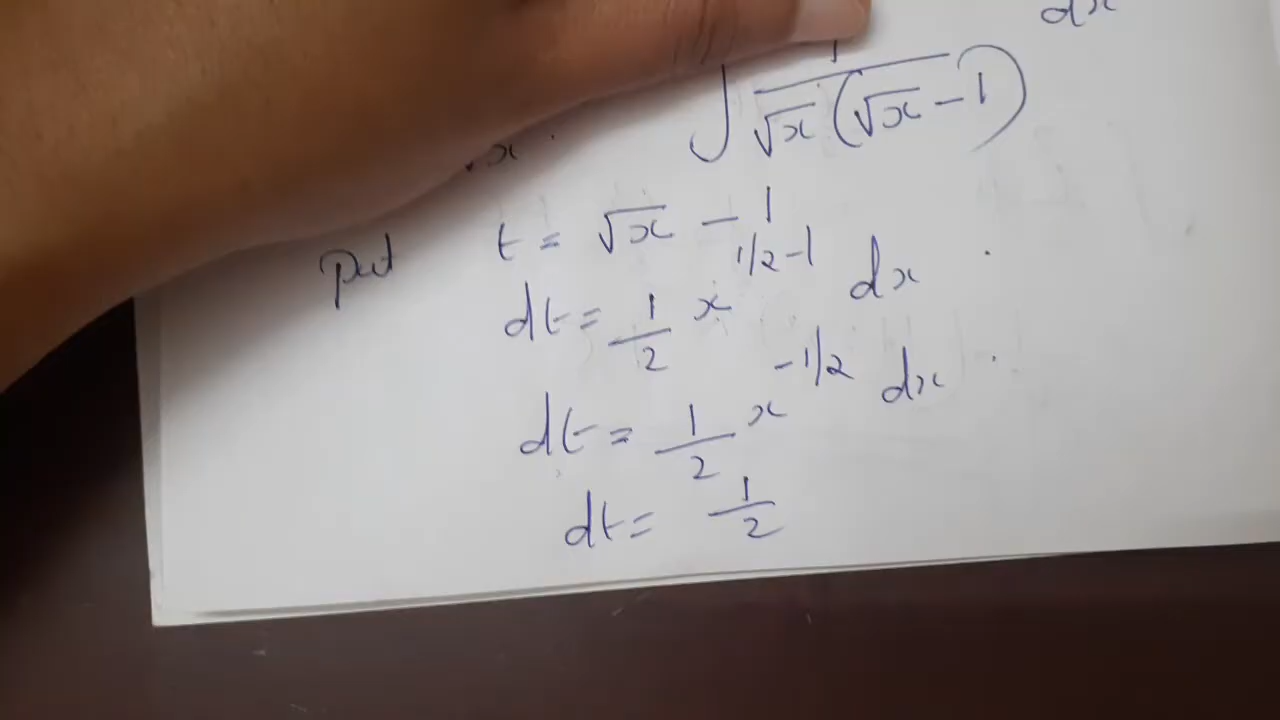 dx
∫ 1/(√x (√x − 1))
√x
put t = √x − 1
dt = 1/2 x^(1/2−1) dx
dt = 1/2 x^(−1/2) dx
dt = 1/2